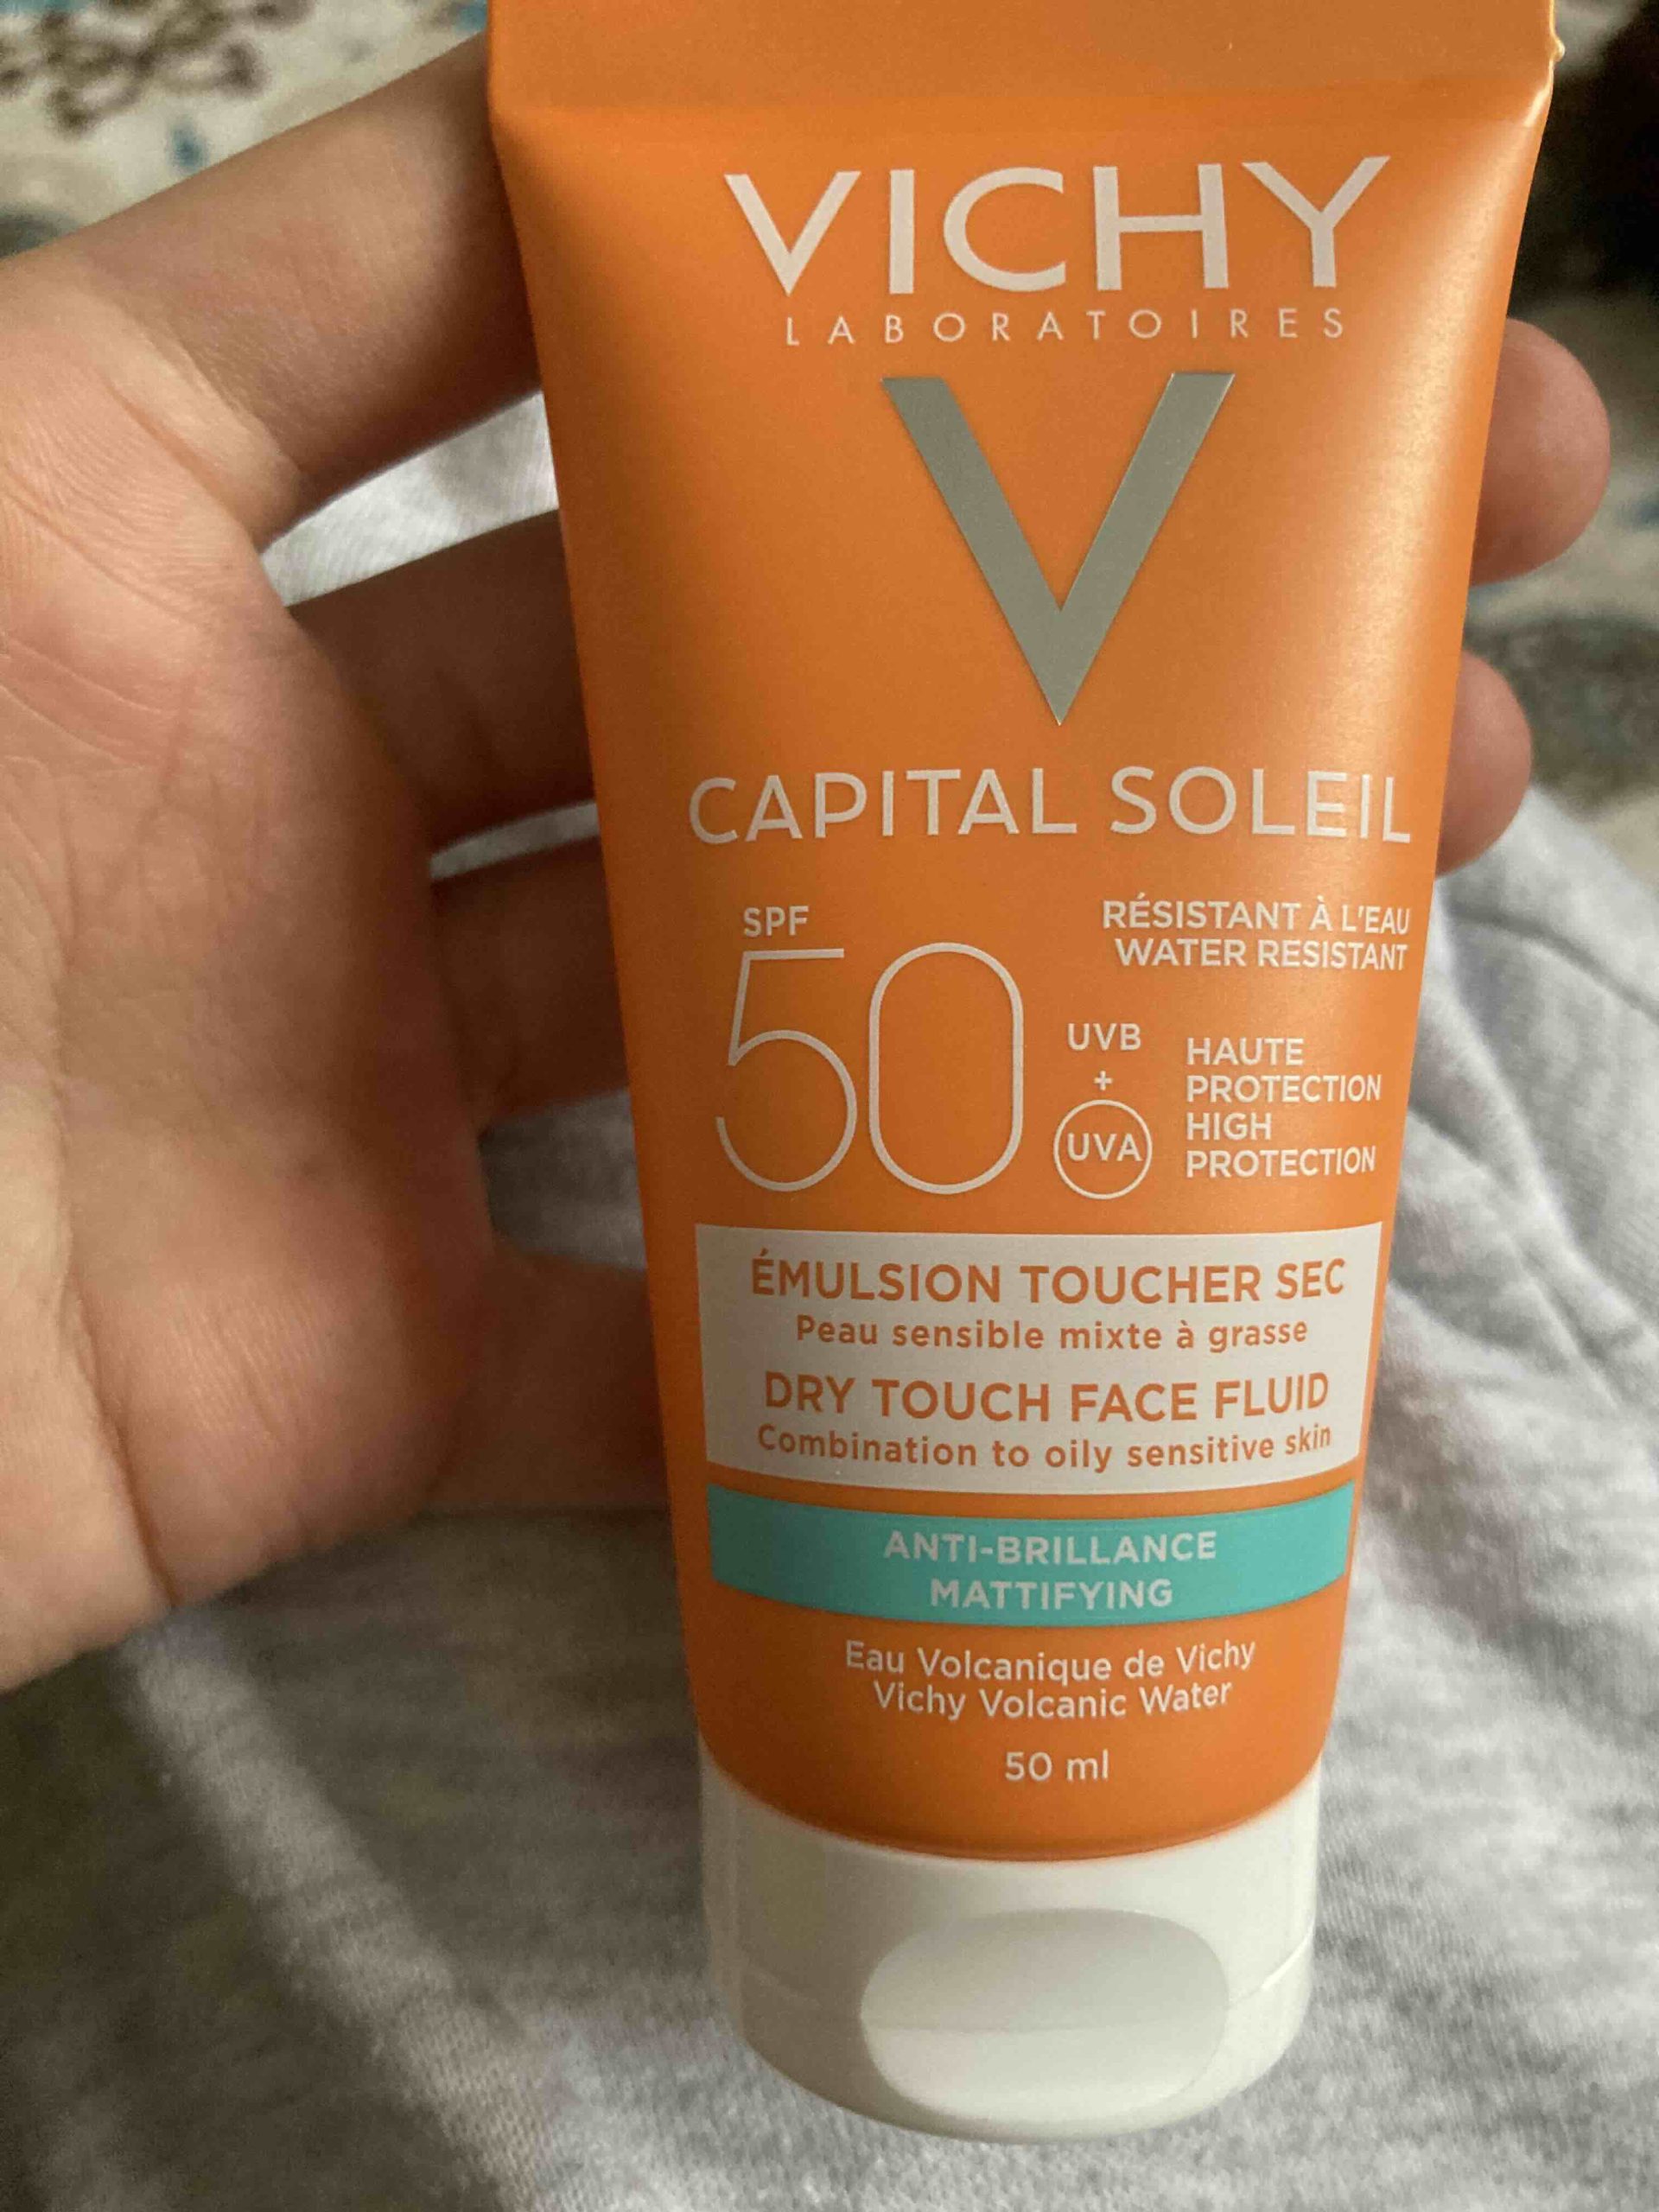 VICHY
LABORATOIRES
V
CAPITAL SOLEIL
SPF
50
RÉSISTANT À L'EAU
WATER RESISTANT
UVB
+
UVA
HAUTE
PROTECTION
HIGH
PROTECTION
ÉMULSION TOUCHER SEC
Peau sensible mixte à grasse
DRY TOUCH FACE FLUID
Combination to oily sensitive skin
ANTI-BRILLANCE
MATTIFYING
Eau Volcanique de Vichy
Vichy Volcanic Water
50 ml